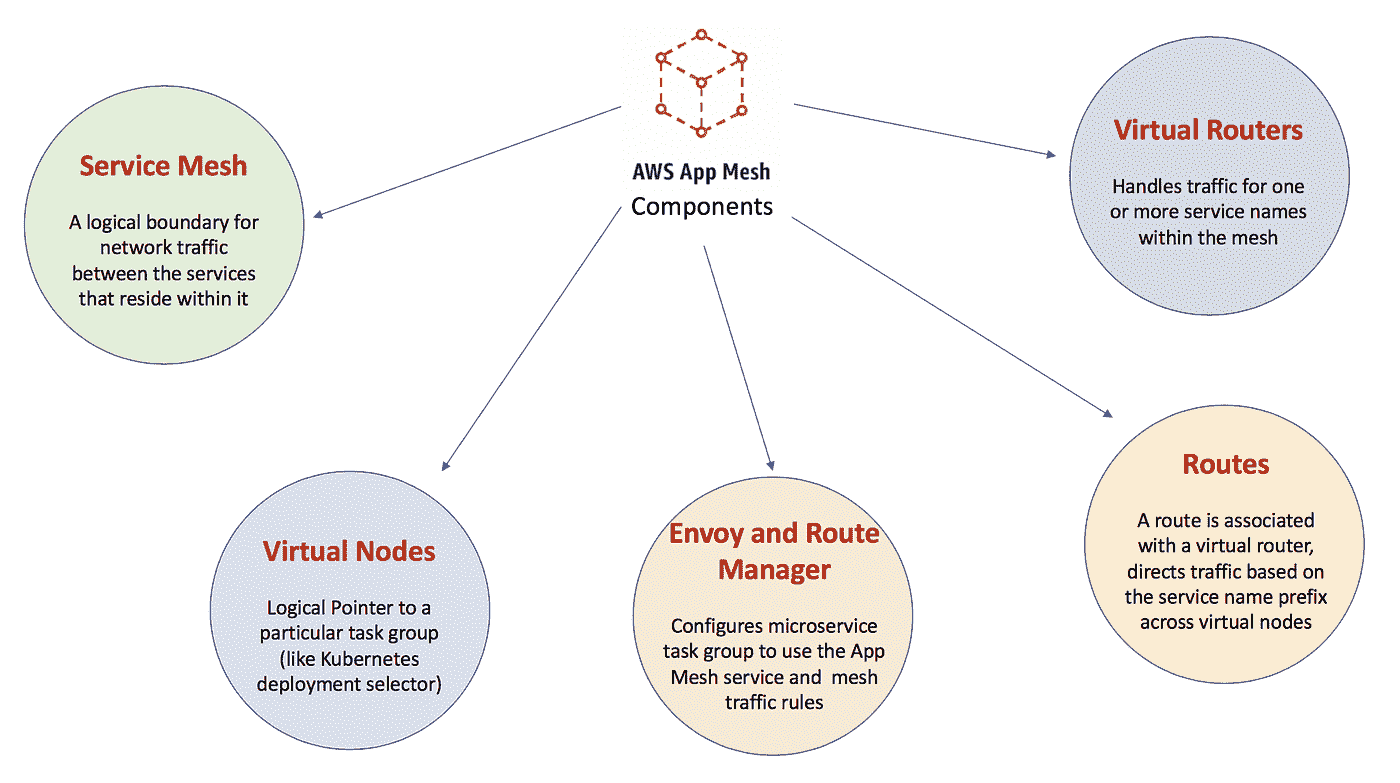 AWS App Mesh
Components
Service Mesh
A logical boundary for
network traffic
between the services
that reside within it
Virtual Routers
Handles traffic for one
or more service names
within the mesh
Virtual Nodes
Logical Pointer to a
particular task group
(like Kubernetes
deployment selector)
Envoy and Route
Manager
Configures microservice
task group to use the App
Mesh service and  mesh
traffic rules
Routes
A route is associated
with a virtual router,
directs traffic based on
the service name prefix
across virtual nodes